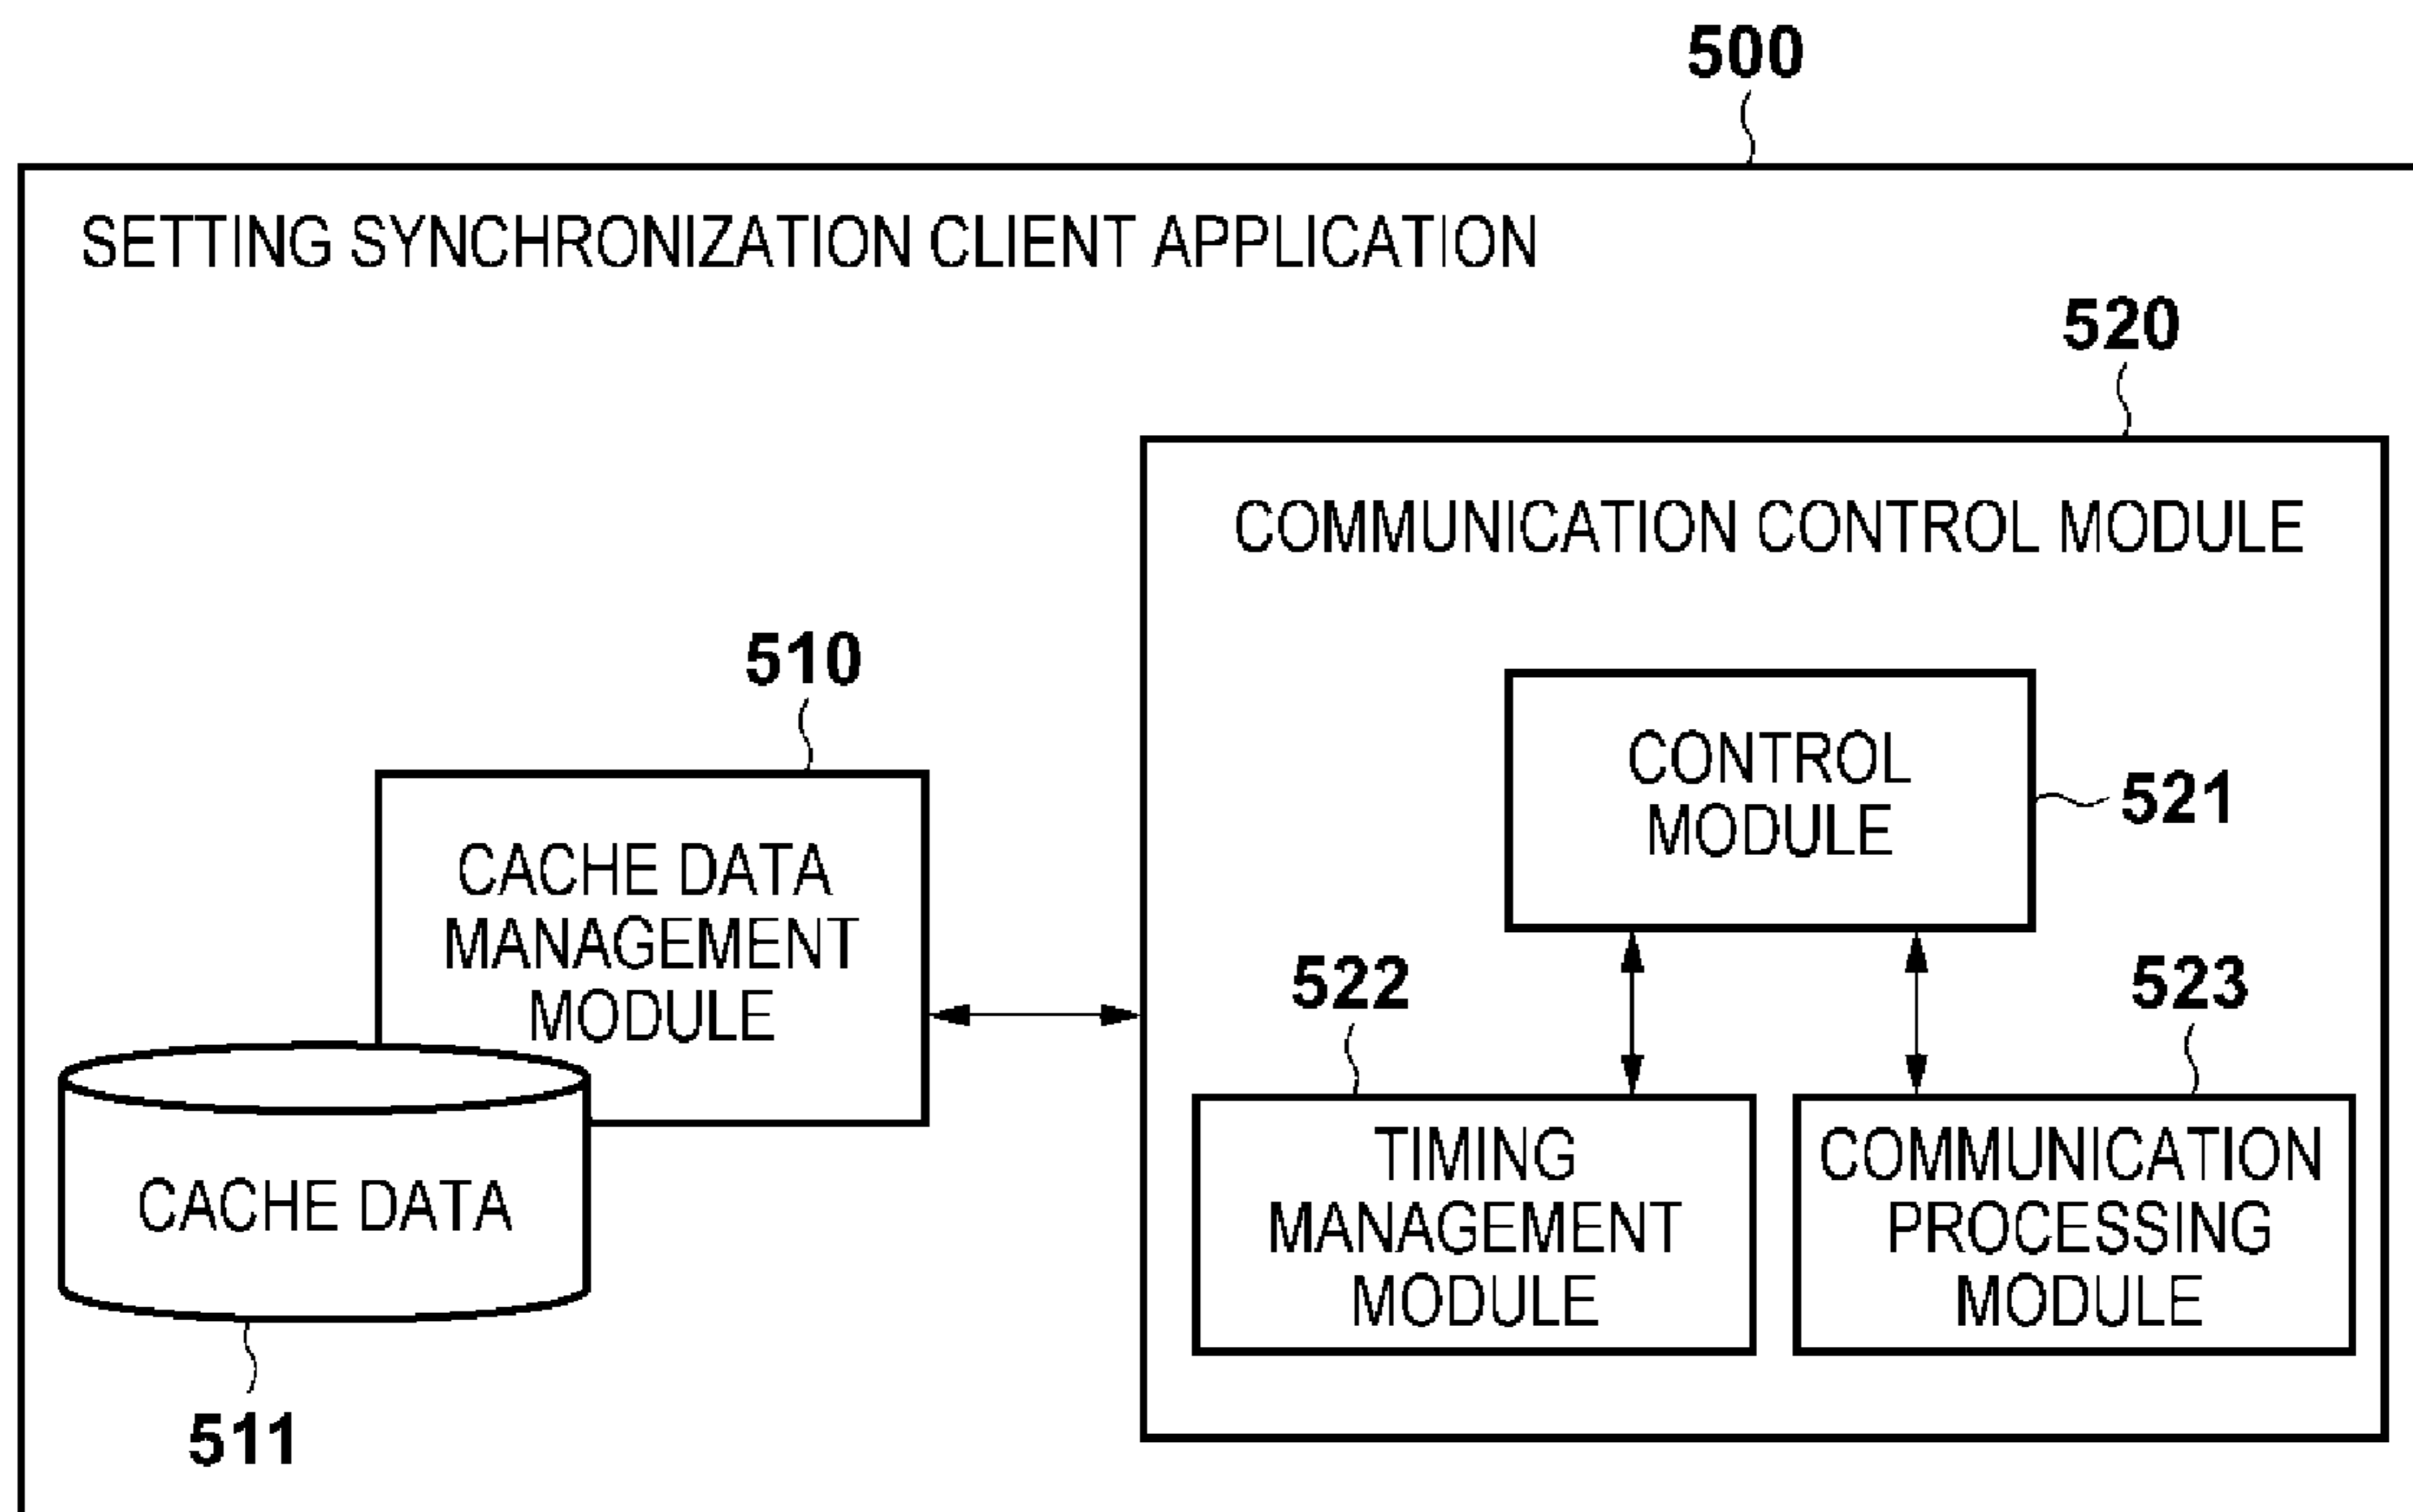 500
SETTING SYNCHRONIZATION CLIENT APPLICATION
520
COMMUNICATION CONTROL MODULE
510
CONTROL
MODULE
521
CACHE DATA
MANAGEMENT
MODULE
522
523
TIMING
MANAGEMENT
MODULE
COMMUNICATION
PROCESSING
MODULE
CACHE DATA
511